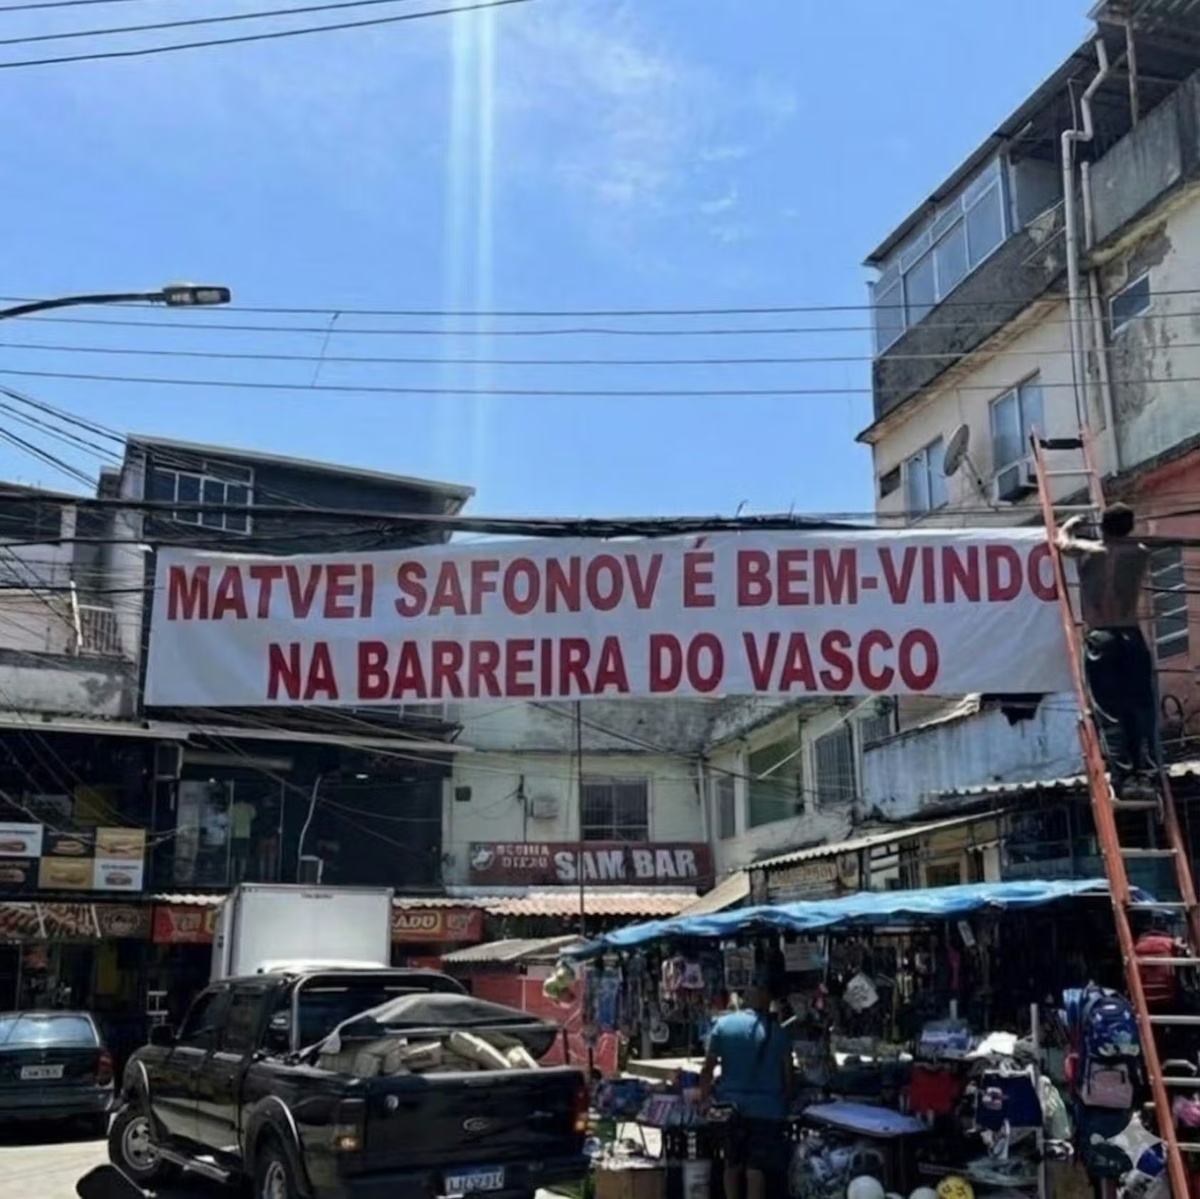 MATVEI SAFONOV É BEM-VINDO
NA BARREIRA DO VASCO
SAM BAR